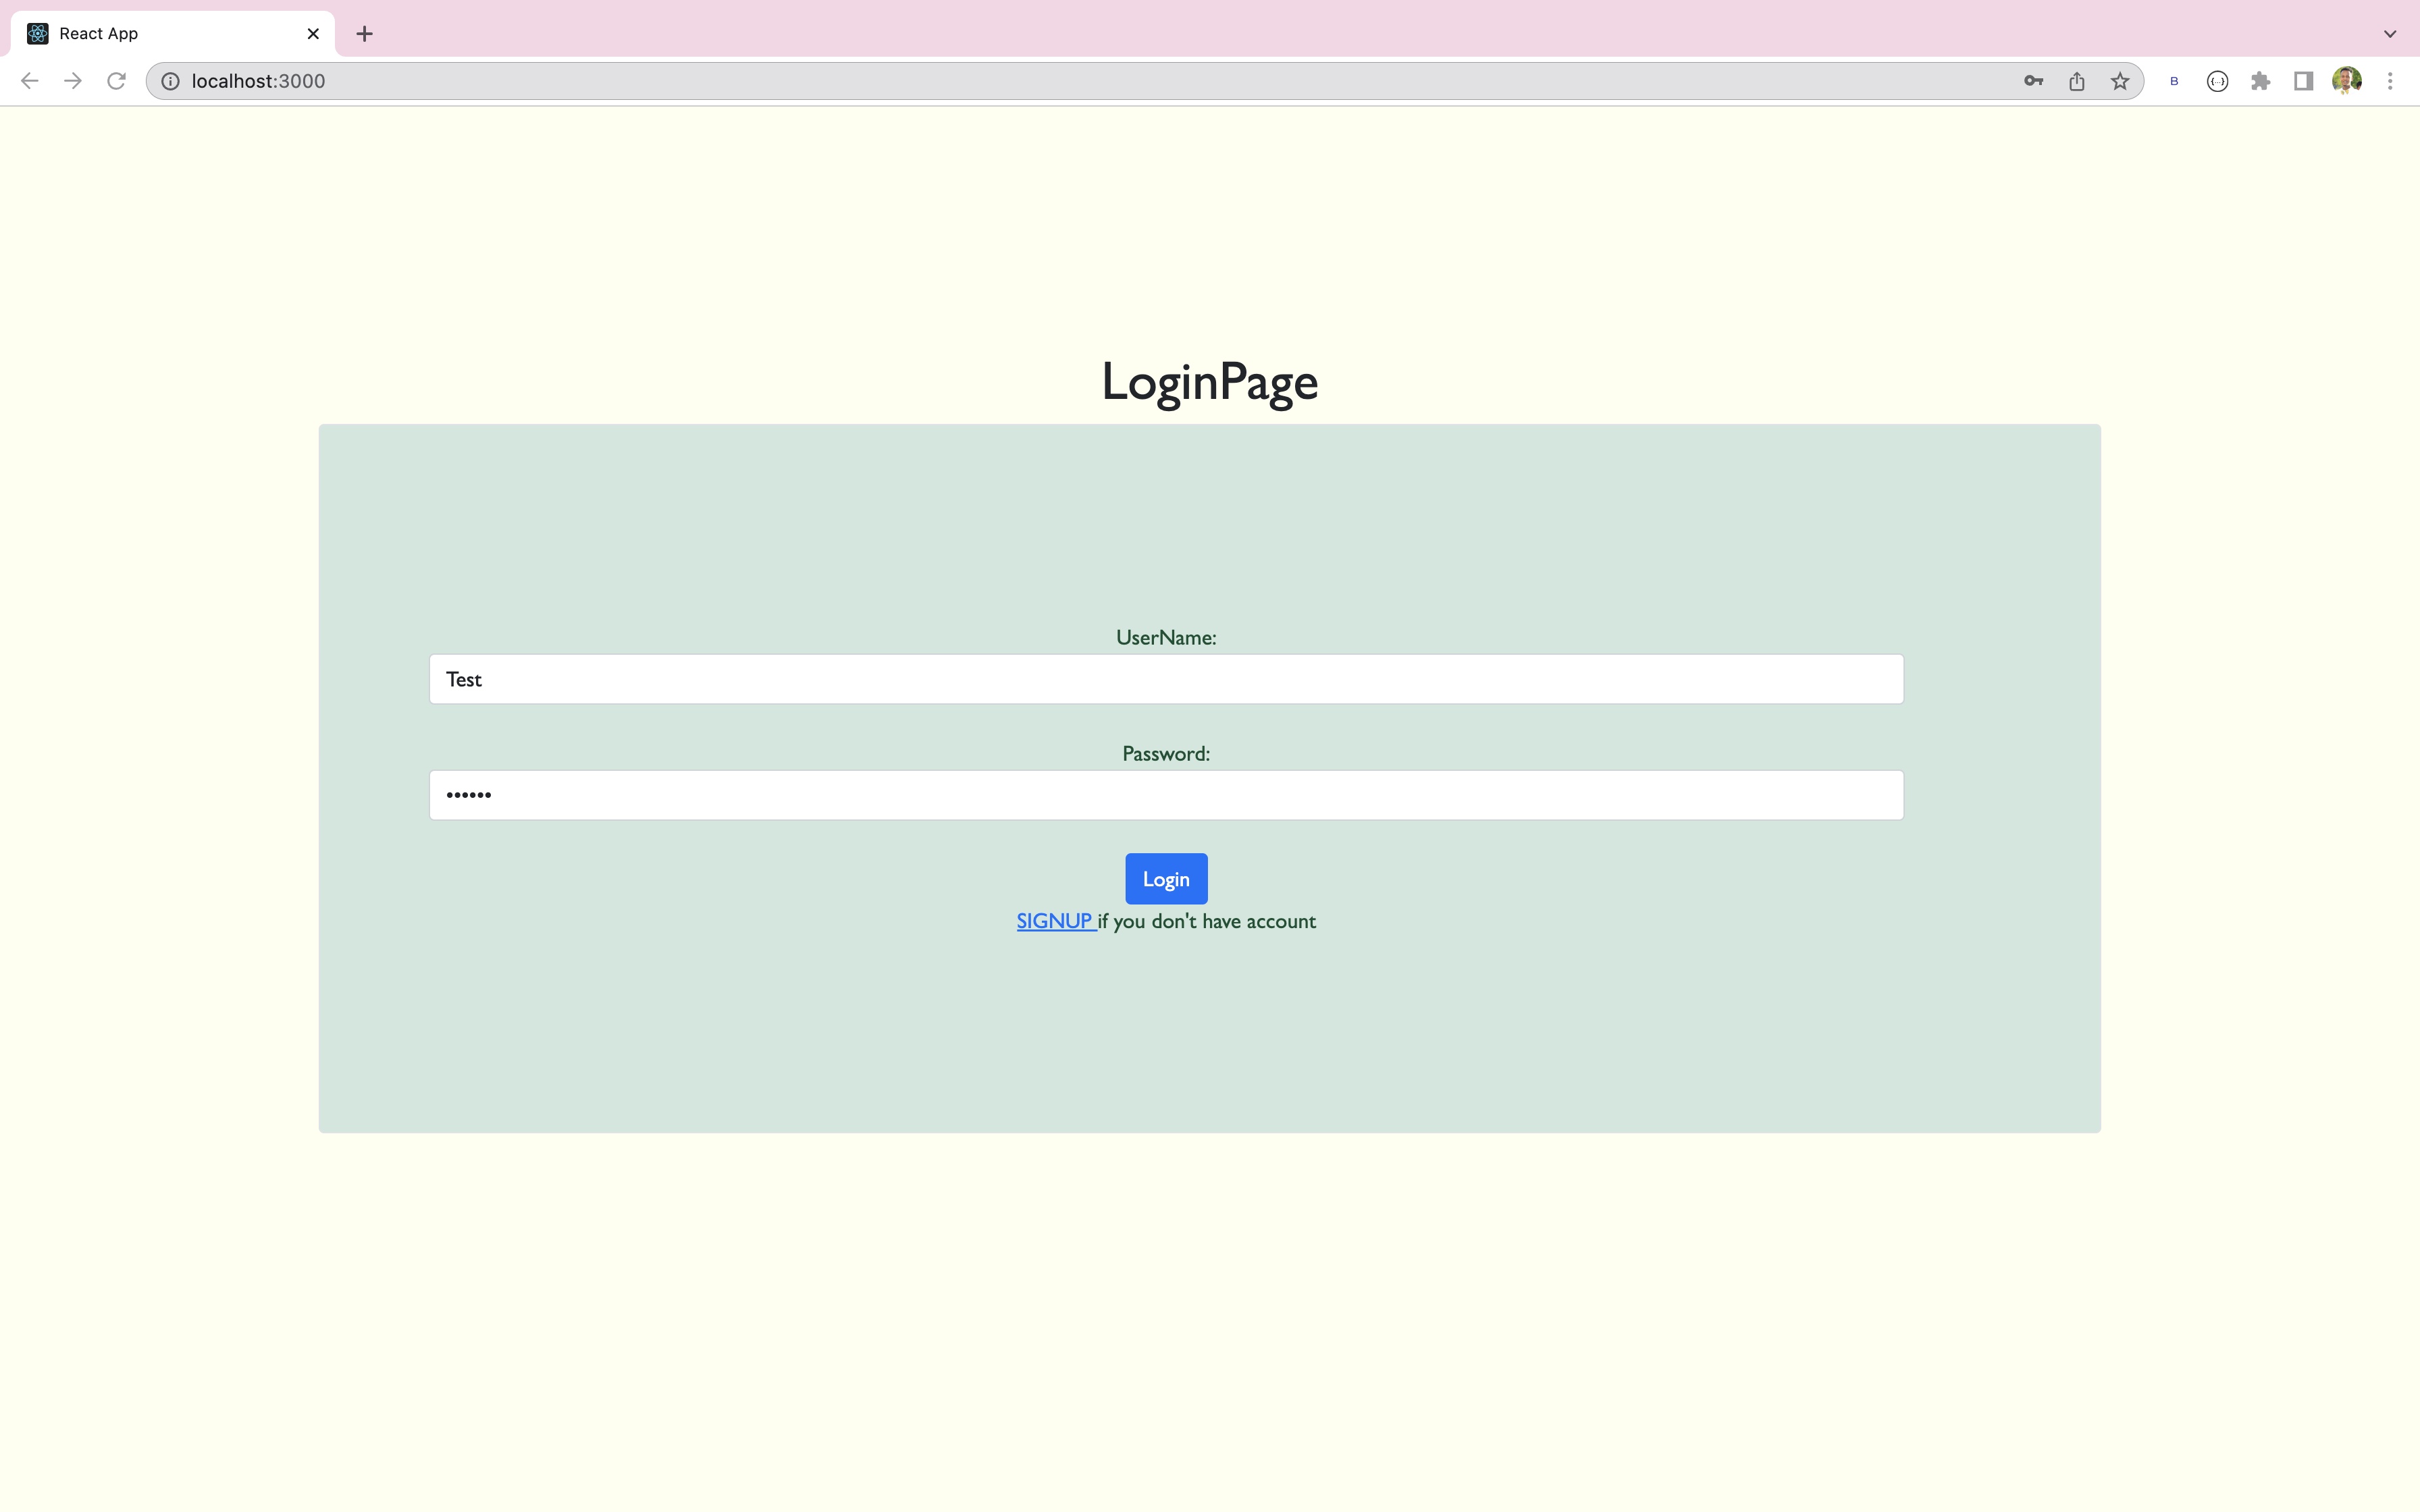 React App
localhost:3000
B
{...}
LoginPage
UserName:
Test
Password:
••••••
Login
SIGNUP if you don't have account